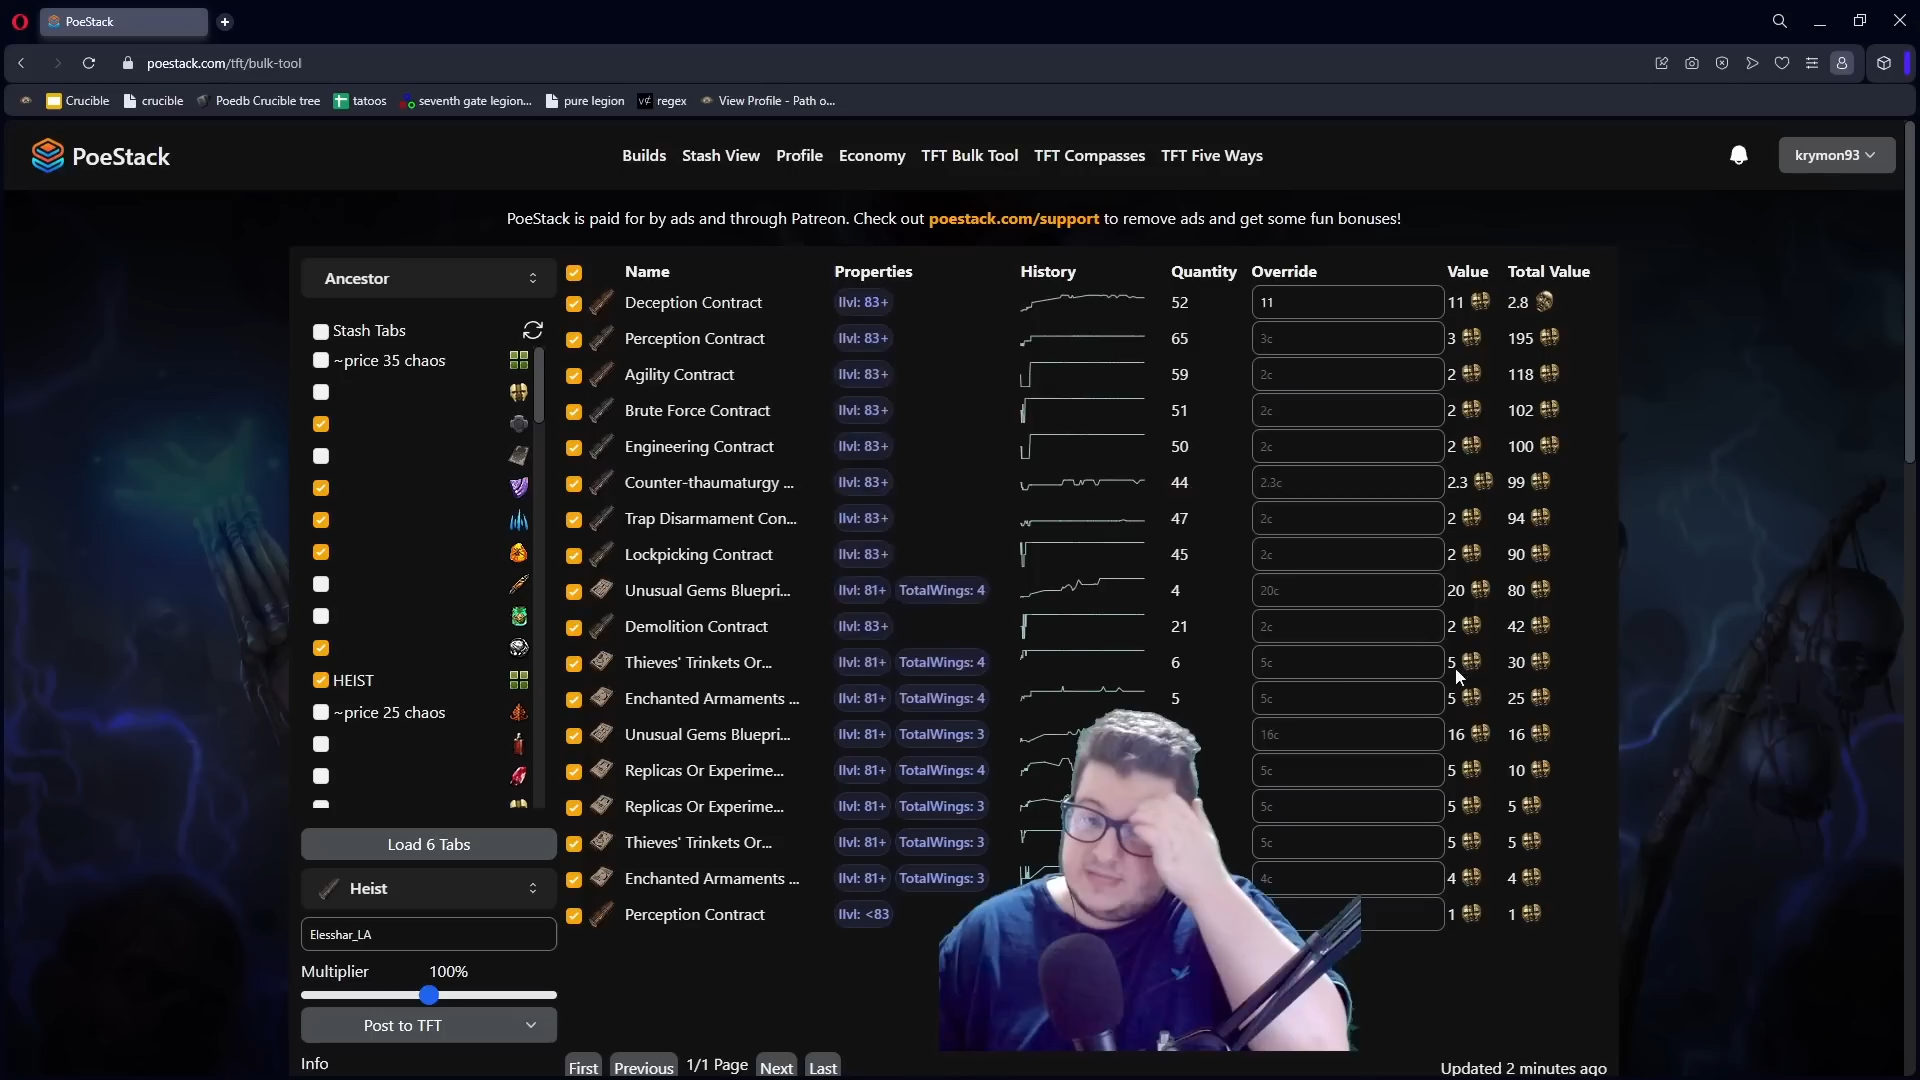 PoeStack
poestack.com/tft/bulk-tool
Crucible crucible Poedb Crucible tree tatoos seventh gate legion... pure legion regex View Profile - Path o...
PoeStack Builds Stash View Profile Economy TFT Bulk Tool TFT Compasses TFT Five Ways krymon93
PoeStack is paid for by ads and through Patreon. Check out poestack.com/support to remove ads and get some fun bonuses!
Ancestor
Stash Tabs
~price 35 chaos
HEIST
~price 25 chaos
Load 6 Tabs
Heist
Elesshar_LA
Multiplier 100%
Post to TFT
Info
Name Properties History Quantity Override Value Total Value
Deception Contract Ilvl: 83+ 52 11 11 2.8
Perception Contract Ilvl: 83+ 65 3c 3 195
Agility Contract Ilvl: 83+ 59 2c 2 118
Brute Force Contract Ilvl: 83+ 51 2c 2 102
Engineering Contract Ilvl: 83+ 50 2c 2 100
Counter-thaumaturgy ... Ilvl: 83+ 44 2.3c 2.3 99
Trap Disarmament Con... Ilvl: 83+ 47 2c 2 94
Lockpicking Contract Ilvl: 83+ 45 2c 2 90
Unusual Gems Bluepri... Ilvl: 81+ TotalWings: 4 4 20c 20 80
Demolition Contract Ilvl: 83+ 21 2c 2 42
Thieves' Trinkets Or... Ilvl: 81+ TotalWings: 4 6 5c 5 30
Enchanted Armaments ... Ilvl: 81+ TotalWings: 4 5 5c 5 25
Unusual Gems Bluepri... Ilvl: 81+ TotalWings: 3 16c 16 16
Replicas Or Experime... Ilvl: 81+ TotalWings: 4 5c 5 10
Replicas Or Experime... Ilvl: 81+ TotalWings: 3 5c 5 5
Thieves' Trinkets Or... Ilvl: 81+ TotalWings: 3 5c 5 5
Enchanted Armaments ... Ilvl: 81+ TotalWings: 3 4c 4 4
Perception Contract Ilvl: <83 1 1
First Previous 1/1 Page Next Last Updated 2 minutes ago